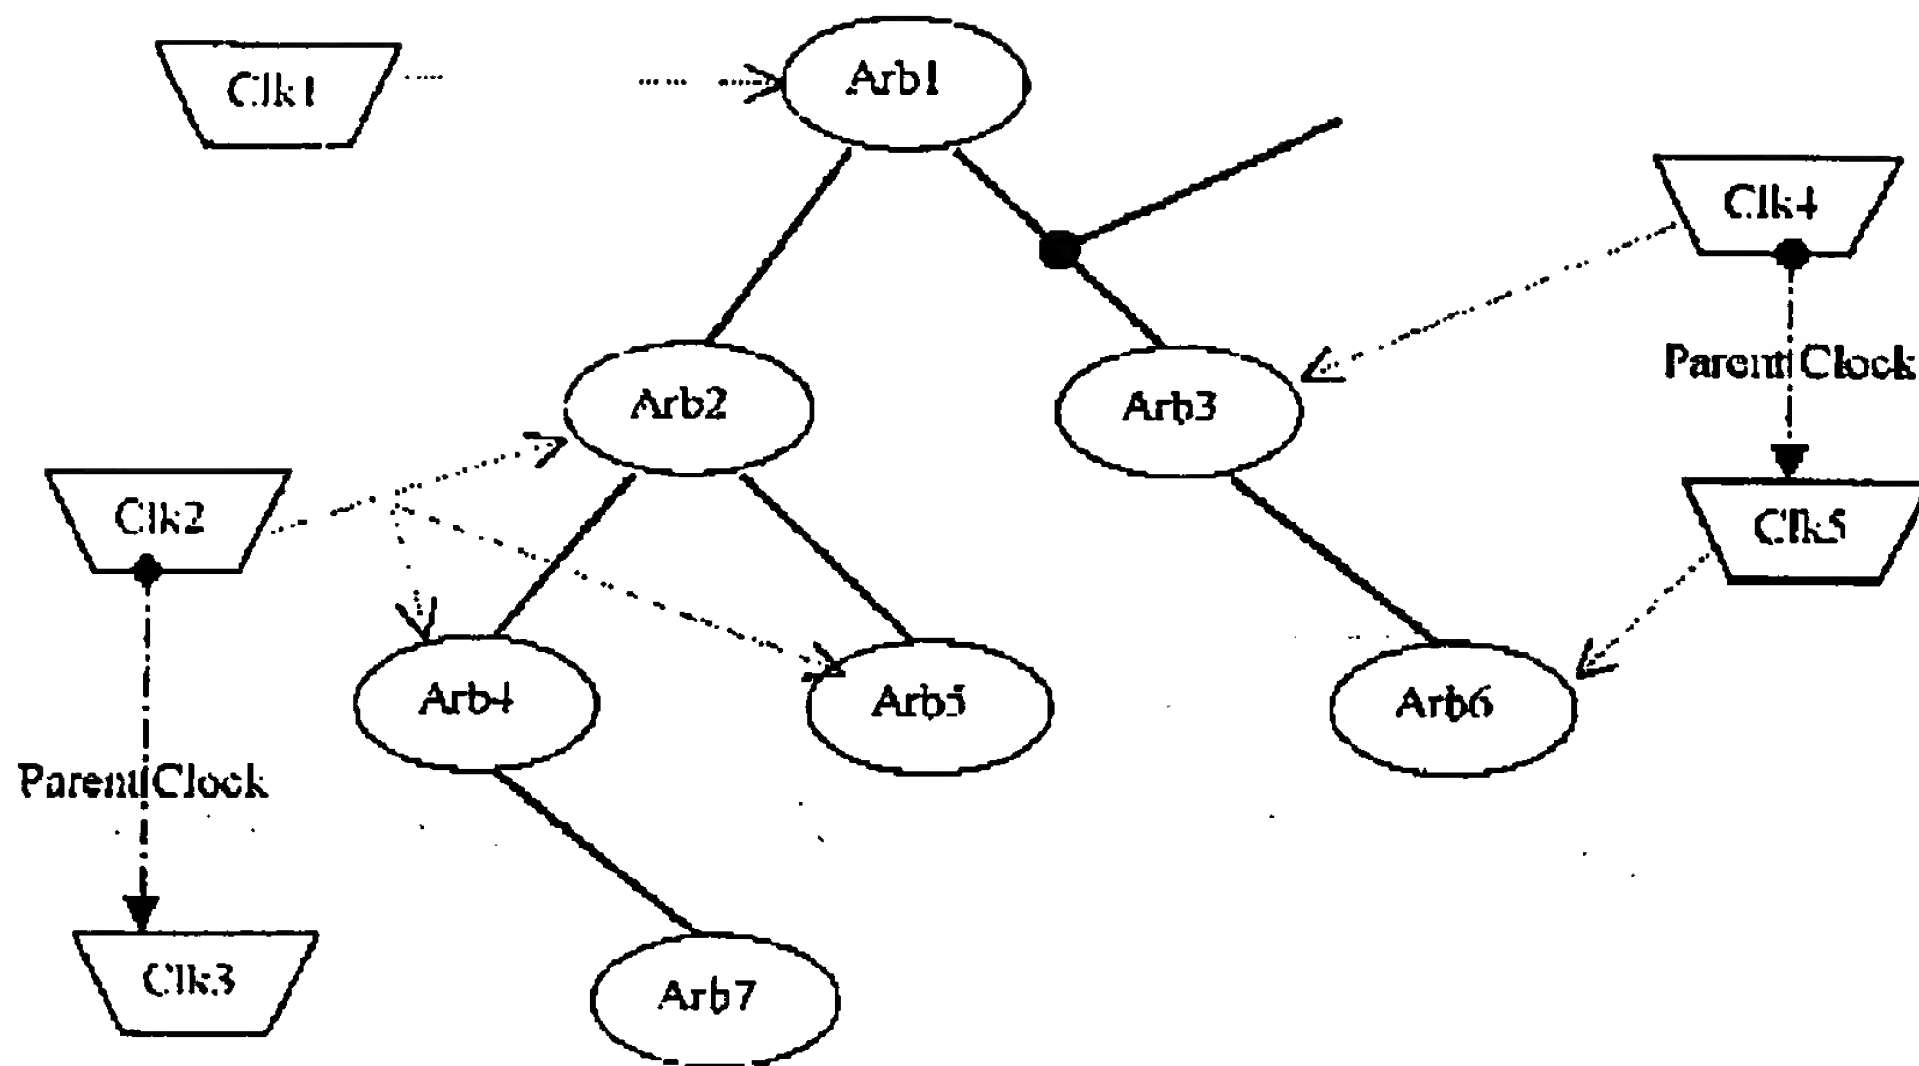 Clk1
Arb1
Clk4
Parent Clock
Arb2
Arb3
Clk2
Clk5
Arb4
Arb5
Arb6
Parent Clock
Clk3
Arb7